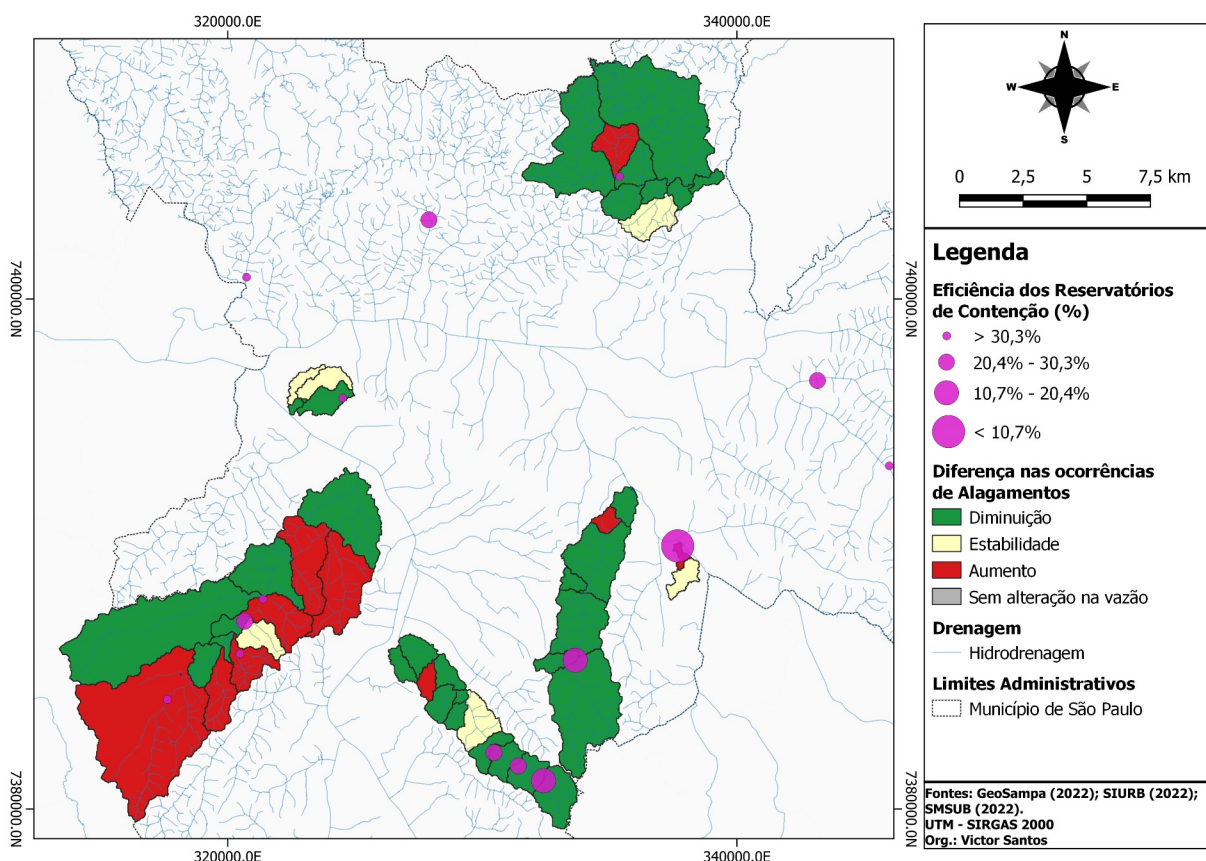 320000.0E
340000.0E
7400000.0N
7400000.0N
7380000.0N
7380000.0N
320000.0E
340000.0E
N
W
E
S
0
2,5
5
7,5 km
Legenda
Eficiência dos Reservatórios
de Contenção (%)
> 30,3%
20,4% - 30,3%
10,7% - 20,4%
< 10,7%
Diferença nas ocorrências
de Alagamentos
Diminuição
Estabilidade
Aumento
Sem alteração na vazão
Drenagem
Hidrodrenagem
Limites Administrativos
Município de São Paulo
Fontes: GeoSampa (2022); SIURB (2022);
SMSUB (2022).
UTM - SIRGAS 2000
Org.: Victor Santos